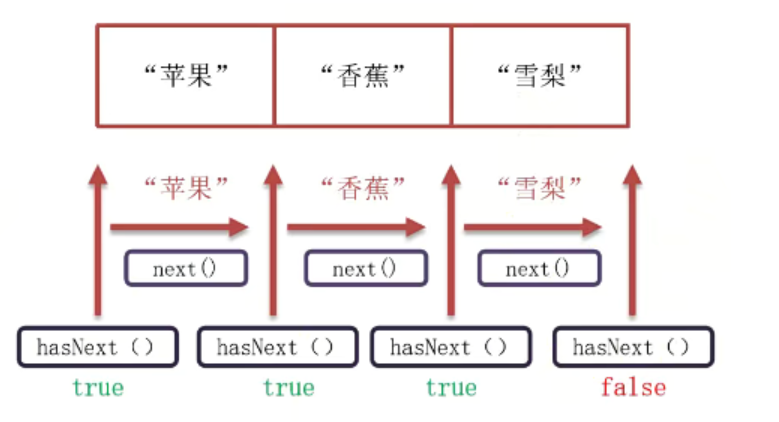 “苹果” “香蕉” “雪梨”
“苹果” “香蕉” “雪梨”
next() next() next()
hasNext () hasNext () hasNext () hasNext ()
true true true false